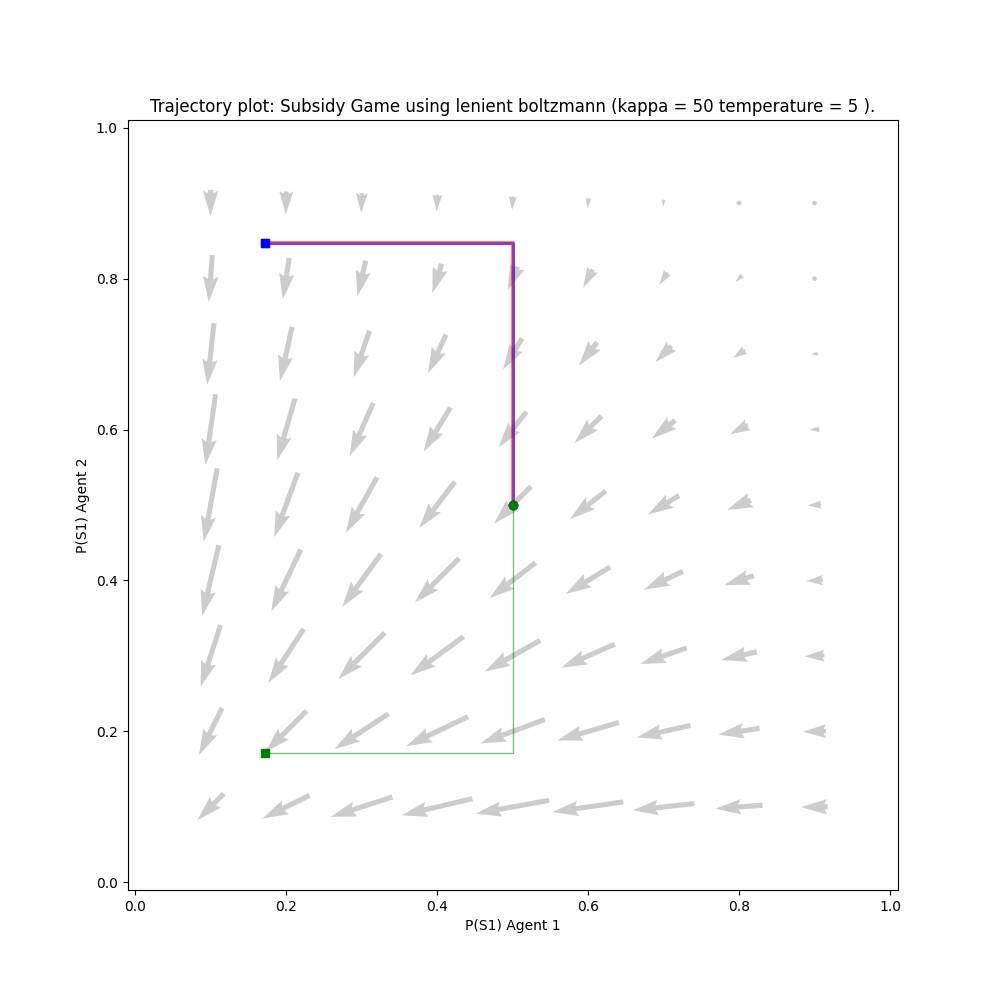 Trajectory plot: Subsidy Game using lenient boltzmann (kappa = 50 temperature = 5 ).
1.0
0.8
0.6
0.4
0.2
0.0
P(S1) Agent 2
0.0 0.2 0.4 0.6 0.8 1.0
P(S1) Agent 1